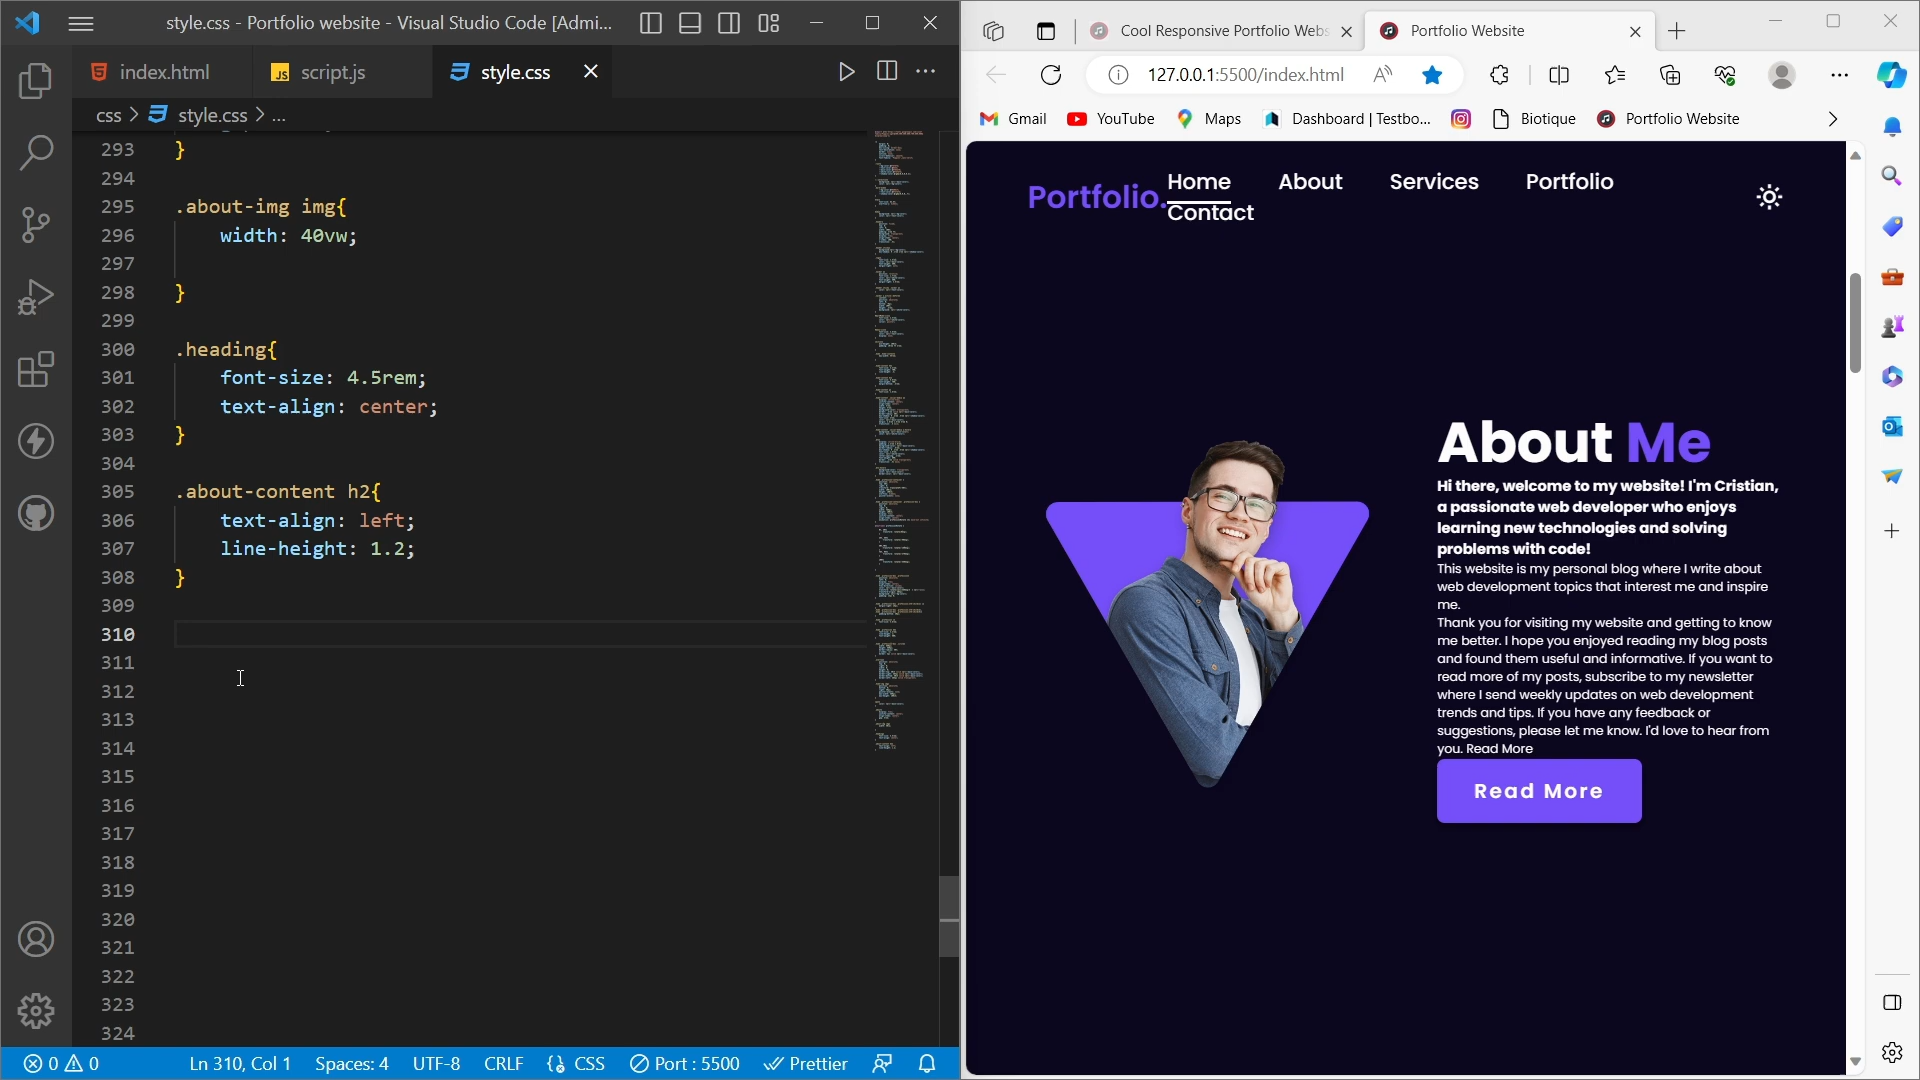 style.css - Portfolio website - Visual Studio Code [Admi...
index.html
script.js
style.css
css > style.css > ...
293 }
294
295 .about-img img{
296 width: 40vw;
297
298 }
299
300 .heading{
301 font-size: 4.5rem;
302 text-align: center;
303 }
304
305 .about-content h2{
306 text-align: left;
307 line-height: 1.2;
308 }
309
310
311
312
313
314
315
316
317
318
319
320
321
322
323
324
0 0 Ln 310, Col 1 Spaces: 4 UTF-8 CRLF CSS Port : 5500 Prettier
Cool Responsive Portfolio Webs
Portfolio Website
127.0.0.1:5500/index.html
Gmail YouTube Maps Dashboard | Testbo... Biotique Portfolio Website
Portfolio.
Home About Services Portfolio
Contact
About Me
Hi there, welcome to my website! I'm Cristian,
a passionate web developer who enjoys
learning new technologies and solving
problems with code!
This website is my personal blog where I write about
web development topics that interest me and inspire
me.
Thank you for visiting my website and getting to know
me better. I hope you enjoyed reading my blog posts
and found them useful and informative. If you want to
read more of my posts, subscribe to my newsletter
where I send weekly updates on web development
trends and tips. If you have any feedback or
suggestions, please let me know. I'd love to hear from
you. Read More
Read More